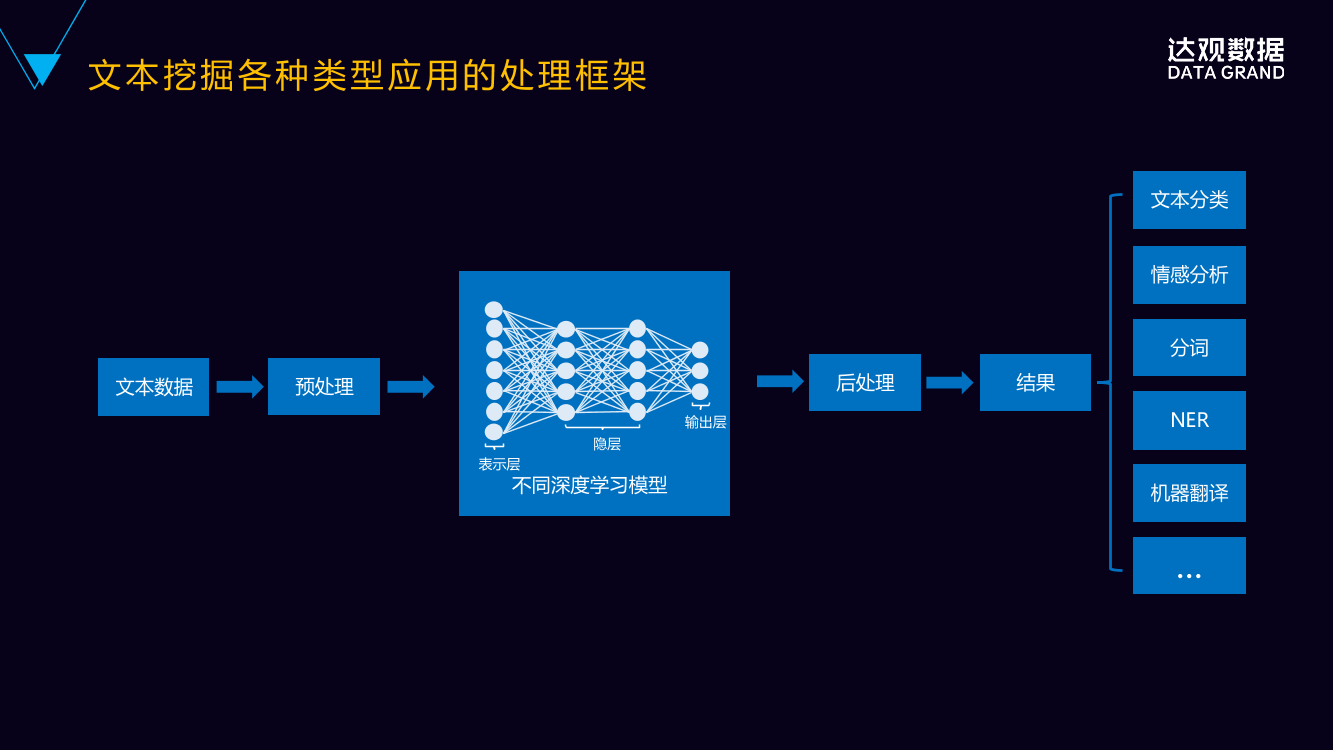 文本挖掘各种类型应用的处理框架
达观数据
DATA GRAND
文本数据
预处理
表示层
隐层
输出层
不同深度学习模型
后处理
结果
文本分类
情感分析
分词
NER
机器翻译
...